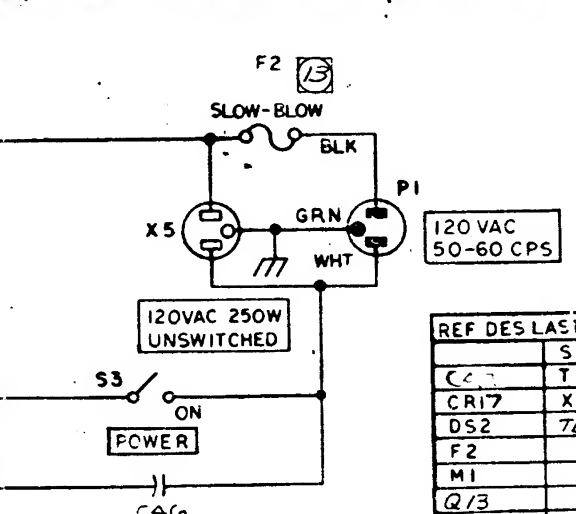 F2 13
SLOW-BLOW
BLK
P1
X5
GRN
120 VAC
50-60 CPS
WHT
120VAC 250W
UNSWITCHED
REF DES LAST
S
S3
T
ON
CR17 X
POWER
DS2
F2
M1
Q13